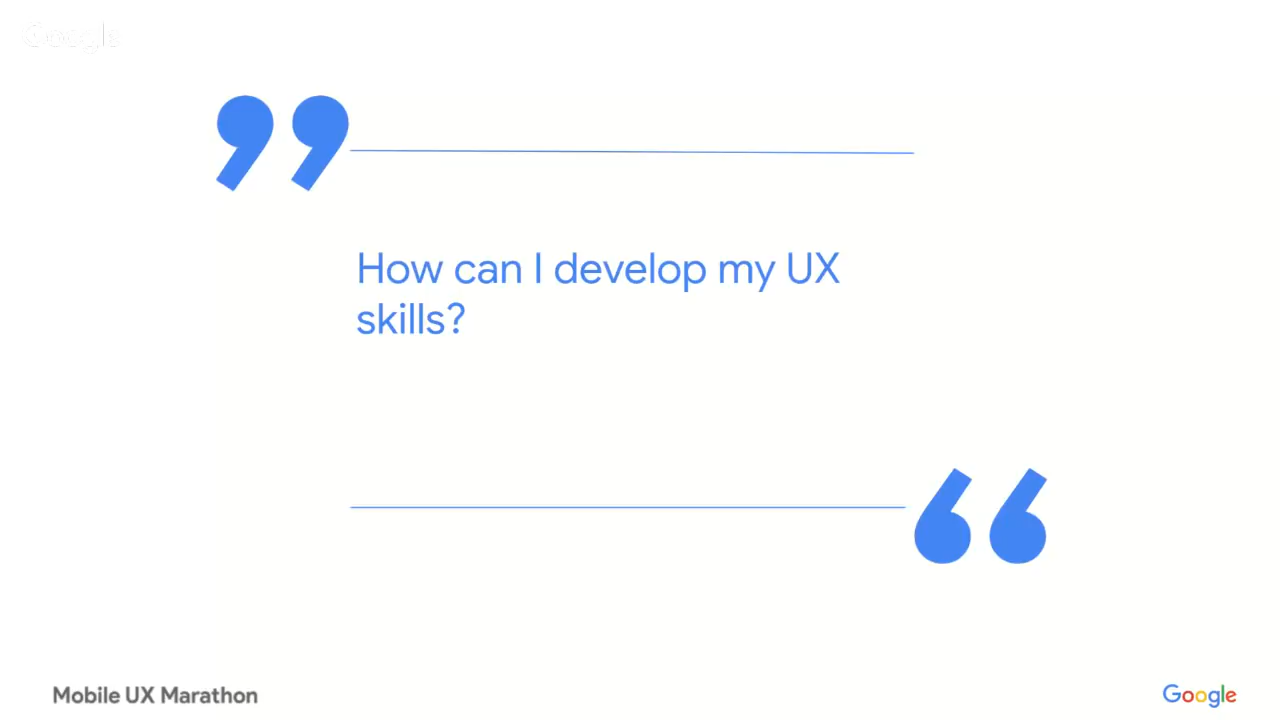 Google
”
How can I develop my UX
skills?
“
Mobile UX Marathon
Google